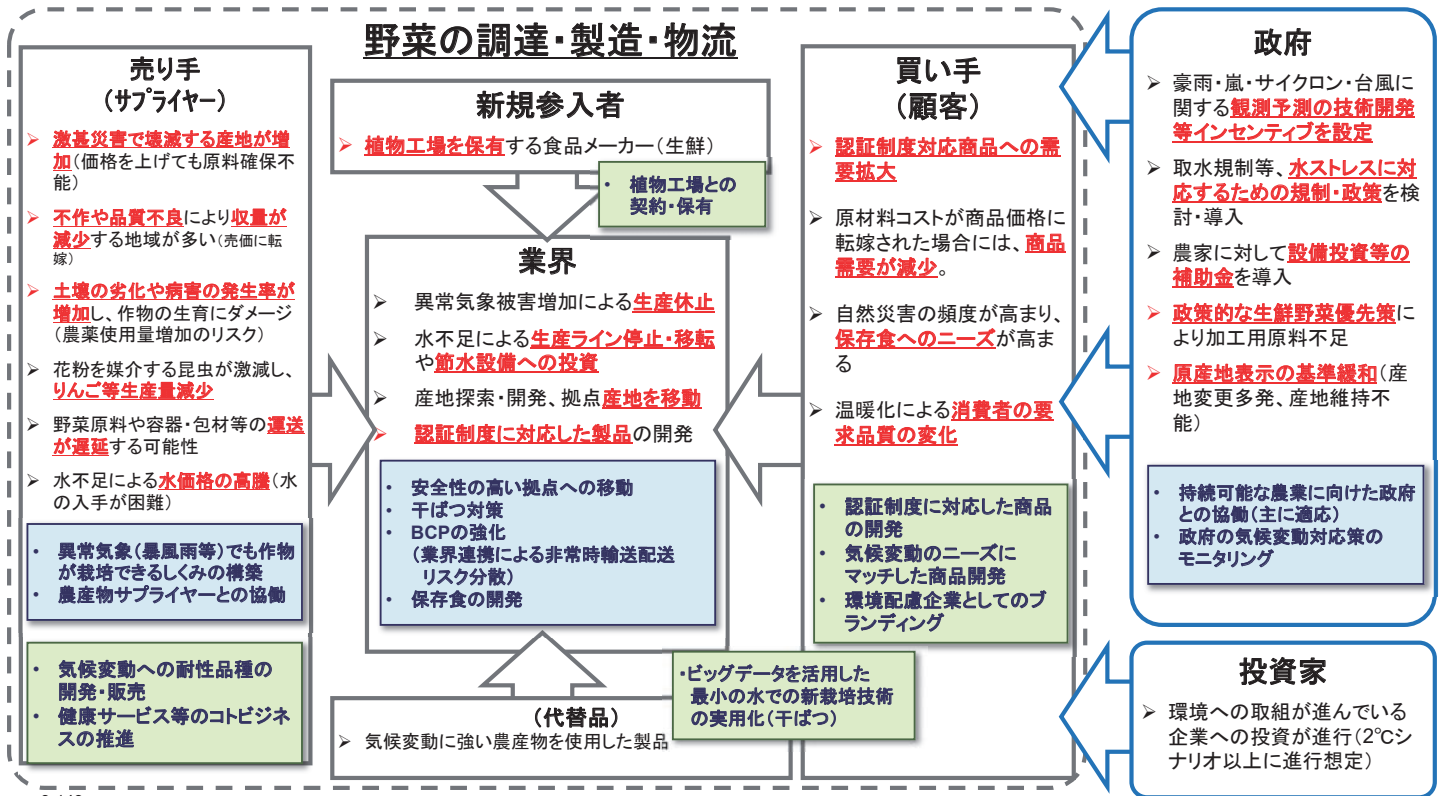 野菜の調達・製造・物流
売り手
（サプライヤー）
➢ 激甚災害で壊滅する産地が増
加（価格を上げても原料確保不
能）
➢ 不作や品質不良により収量が
減少する地域が多い（売価に転
嫁）
➢ 土壌の劣化や病害の発生率が
増加し、作物の生育にダメージ
（農薬使用量増加のリスク）
➢ 花粉を媒介する昆虫が激減し、
りんご等生産量減少
➢ 野菜原料や容器・包材等の運送
が遅延する可能性
➢ 水不足による水価格の高騰（水
の入手が困難）
• 異常気象（暴風雨等）でも作物
が栽培できるしくみの構築
• 農産物サプライヤーとの協働
• 気候変動への耐性品種の
開発・販売
• 健康サービス等のコトビジネ
スの推進
新規参入者
➢ 植物工場を保有する食品メーカー（生鮮）
• 植物工場との
契約・保有
業界
➢ 異常気象被害増加による生産休止
➢ 水不足による生産ライン停止・移転
や節水設備への投資
➢ 産地探索・開発、拠点産地を移動
➢ 認証制度に対応した製品の開発
• 安全性の高い拠点への移動
• 干ばつ対策
• BCPの強化
（業界連携による非常時輸送配送
リスク分散）
• 保存食の開発
（代替品）
➢ 気候変動に強い農産物を使用した製品
・ビッグデータを活用した
最小の水での新栽培技術
の実用化（干ばつ）
買い手
（顧客）
➢ 認証制度対応商品への需
要拡大
➢ 原材料コストが商品価格に
転嫁された場合には、商品
需要が減少。
➢ 自然災害の頻度が高まり、
保存食へのニーズが高ま
る
➢ 温暖化による消費者の要
求品質の変化
• 認証制度に対応した商品
の開発
• 気候変動のニーズに
マッチした商品開発
• 環境配慮企業としてのブ
ランディング
政府
➢ 豪雨・嵐・サイクロン・台風に
関する観測予測の技術開発
等インセンティブを設定
➢ 取水規制等、水ストレスに対
応するための規制・政策を検
討・導入
➢ 農家に対して設備投資等の
補助金を導入
➢ 政策的な生鮮野菜優先策に
より加工用原料不足
➢ 原産地表示の基準緩和（産
地変更多発、産地維持不
能）
• 持続可能な農業に向けた政府
との協働（主に適応）
• 政府の気候変動対応策の
モニタリング
投資家
➢ 環境への取組が進んでいる
企業への投資が進行（2℃シ
ナリオ以上に進行想定）